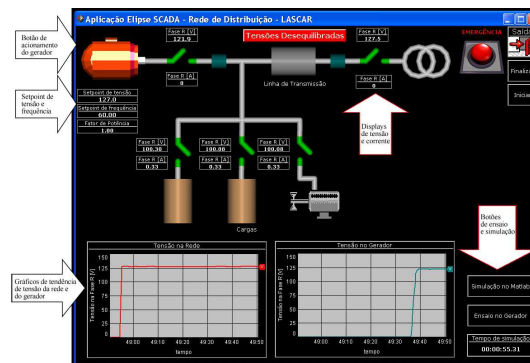 Aplicação Elipse SCADA - Rede de Distribuição - LASCAR
Botão de
acionamento
do gerador
Fase R [V]
121.9
Tensões Desequilibradas
Fase R [V]
127.5
EMERGÊNCIA
Saída
Fase R [A]
0
Linha de Transmissão
Fase R [A]
0
Finaliza
Iniciar
Setpoint de
tensão e
frequência
Setpoint de tensão
127.0
Setpoint de frequência
60.00
Fator de Potência
1.00
Displays
de tensão
e corrente
Fase R [V]
100.30
Fase R [V]
100.00
Fase R [V]
100.00
Fase R [A]
0.33
Fase R [A]
0.33
Fase R [A]
0.33
Cargas
Botões
de ensaio
e simulação
Gráficos de tendência
de tensão da rede e
do gerador
Tensão na Rede
Tensão na Fase R [V]
150
125
100
75
50
25
0
49:00
49:10
49:20
49:30
49:40
49:50
tempo
Tensão no Gerador
Tensão na Fase R [V]
150
125
100
75
50
25
0
49:00
49:10
49:20
49:30
49:40
49:50
tempo
Simulação no Matlab
Ensaio no Gerador
Tempo de simulação
00:00:55.31